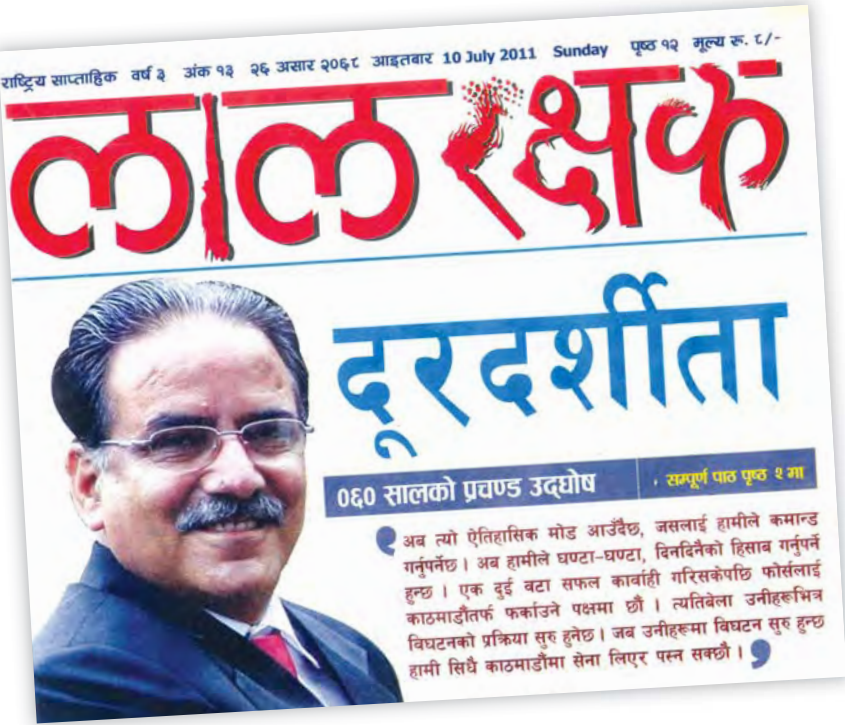 राष्ट्रिय साप्ताहिक वर्ष ३ अंक १३ २६ असार २०६८ आइतबार 10 July 2011 Sunday पृष्ठ १२ मूल्य रू. ८/-
लाल रक्षक
दूरदर्शीता
०६० सालको प्रचण्ड उद्घोष
सम्पूर्ण पाठ पृष्ठ २ मा
अब त्यो ऐतिहासिक मोड आउँदैछ, जसलाई हामीले कमान्ड
गर्नुपर्नेछ । अब हामीले घण्टा-घण्टा, दिनदिनैको हिसाब गर्नुपर्ने
हुन्छ । एक दुई वटा सफल कार्वाही गरिसकेपछि फोर्सलाई
काठमाडौंतर्फ फर्काउने पक्षमा छौं । त्यतिबेला उनीहरूभित्र
विघटनको प्रक्रिया सुरु हुनेछ । जब उनीहरूमा विघटन सुरु हुन्छ
हामी सिधै काठमाडौंमा सेना लिएर पस्न सक्छौ ।